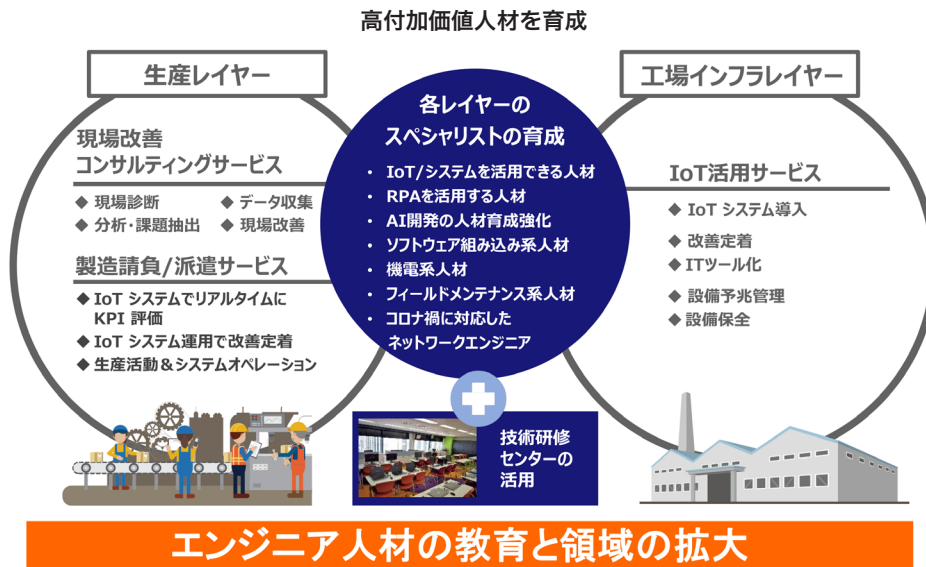 高付加価値人材を育成
生産レイヤー
現場改善
コンサルティングサービス
◆ 現場診断
◆ データ収集
◆ 分析・課題抽出
◆ 現場改善
製造請負/派遣サービス
◆ IoT システムでリアルタイムに
KPI 評価
◆ IoT システム運用で改善定着
◆ 生産活動&システムオペレーション
各レイヤーの
スペシャリストの育成
・ IoT/システムを活用できる人材
・ RPAを活用する人材
・ AI開発の人材育成強化
・ ソフトウェア組み込み系人材
・ 機電系人材
・ フィールドメンテナンス系人材
・ コロナ禍に対応した
ネットワークエンジニア
技術研修
センターの
活用
工場インフラレイヤー
IoT活用サービス
◆ IoT システム導入
◆ 改善定着
◆ ITツール化
◆ 設備予兆管理
◆ 設備保全
エンジニア人材の教育と領域の拡大